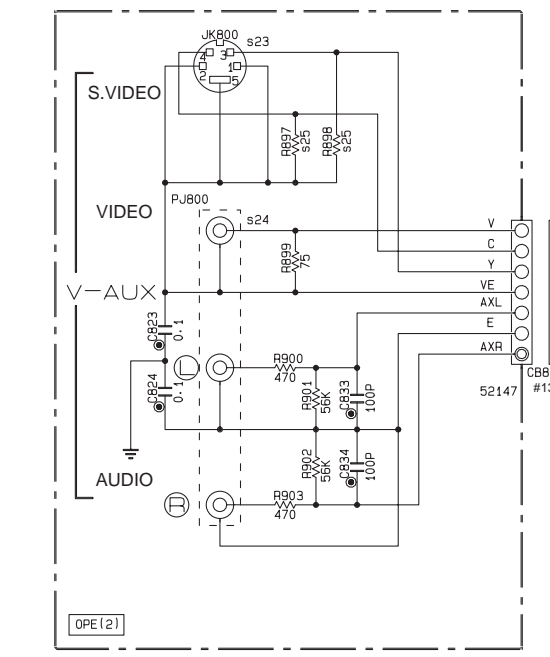 JK800
s23
4
3
2
1
5
S.VIDEO
R897
s25
R898
s25
PJ800
VIDEO
s24
V
R899
75
C
Y
V-AUX
VE
AXL
C823
0.1
E
L
R900
470
AXR
CB8
#13
52147
C824
0.1
R901
56K
C833
100P
R902
56K
C834
100P
AUDIO
R
R903
470
OPE(2)